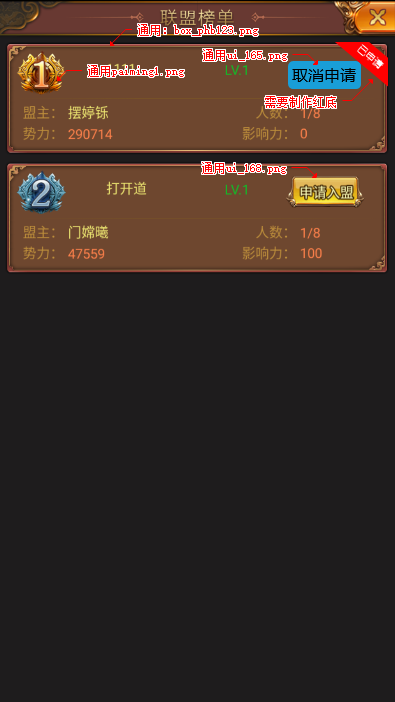 联盟榜单
通用：box_phb123.png
通用ui_165.png
已申请
1
通用paiming1.png
LV.1
取消申请
需要制作红底
盟主： 摆婷铄 人数： 1/8
势力： 290714 影响力： 0
通用ui_168.png
2 打开道 LV.1 申请入盟
盟主： 门嫦曦 人数： 1/8
势力： 47559 影响力： 100